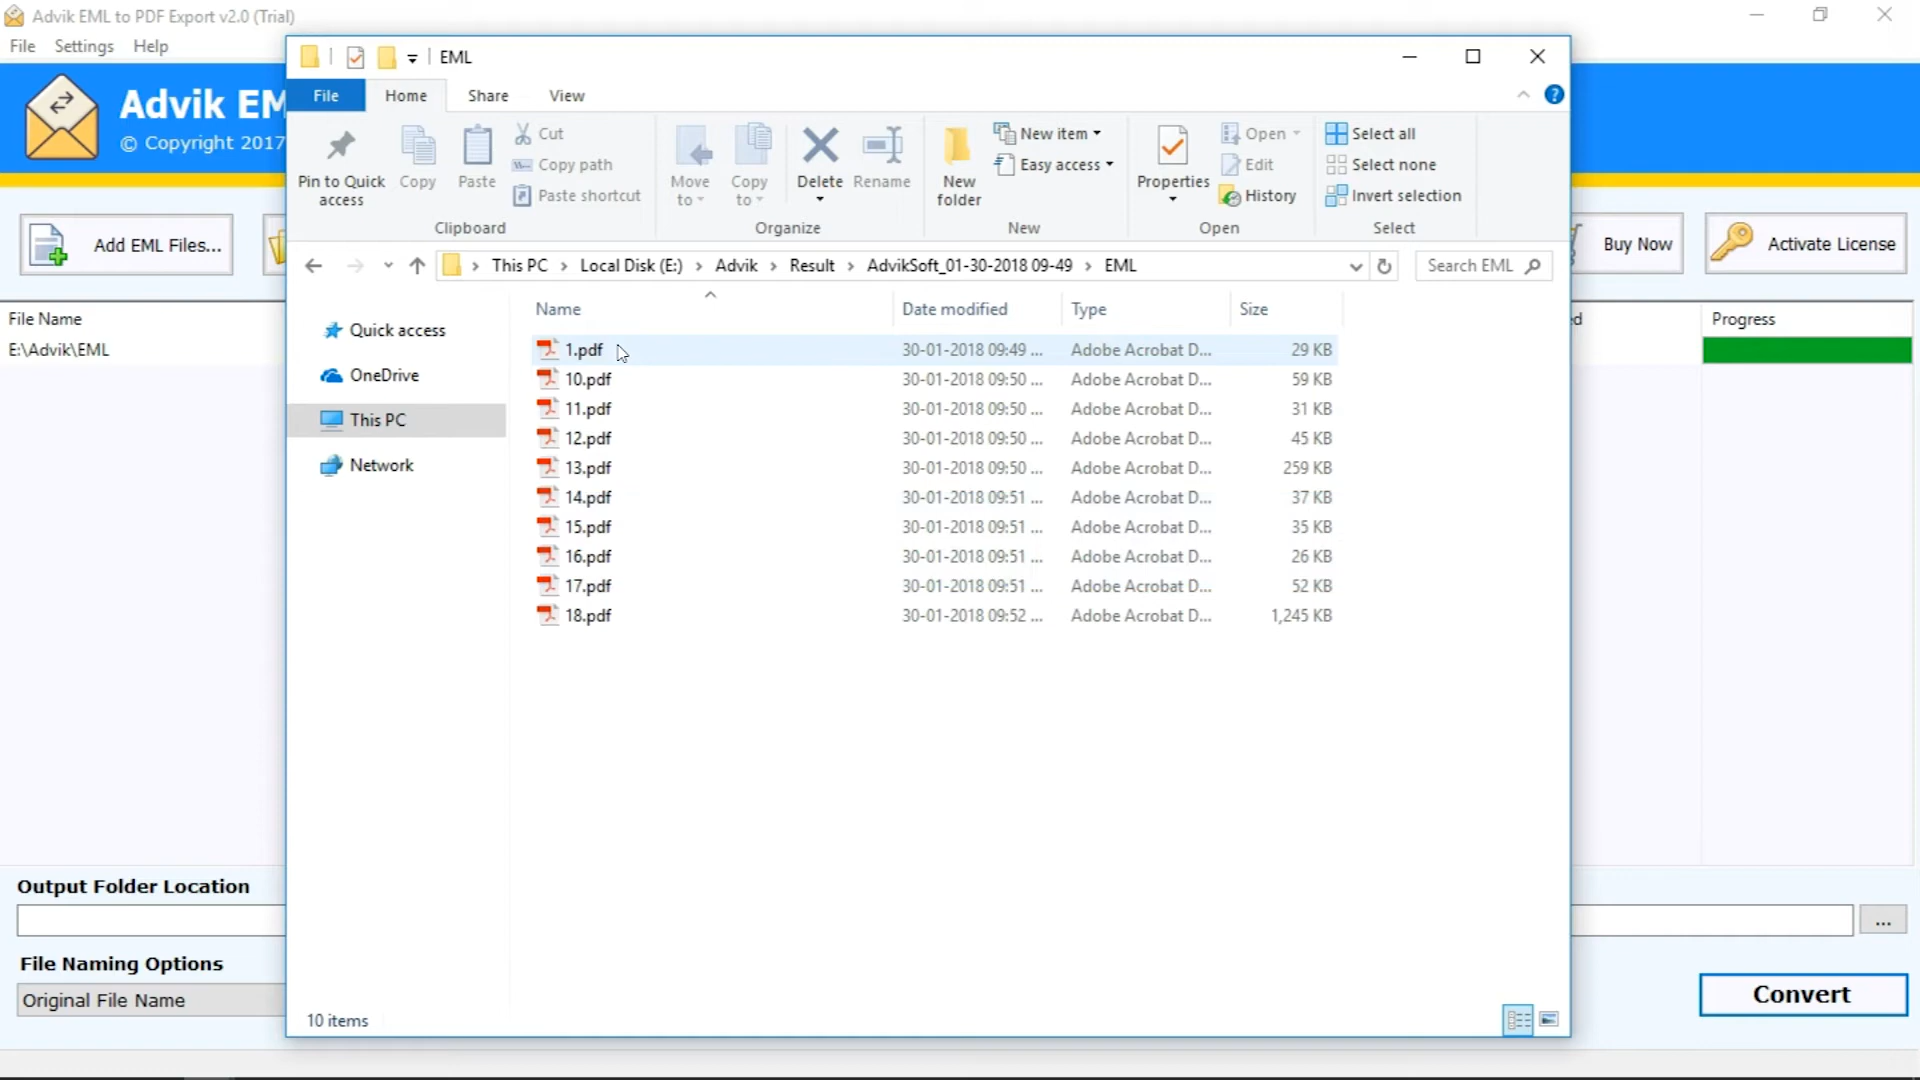 Advik EML to PDF Export v2.0 (Trial)
File Settings Help
EML
Advik EM
© Copyright 2017
File Home Share View
Pin to Quick access
Copy
Paste
Cut
Copy path
Paste shortcut
Clipboard
Move to
Copy to
Delete
Rename
Organize
New folder
New item
Easy access
New
Properties
Open
Edit
History
Open
Select all
Select none
Invert selection
Select
Add EML Files...
Buy Now
Activate License
This PC > Local Disk (E:) > Advik > Result > AdvikSoft_01-30-2018 09-49 > EML
Search EML
File Name
E:\Advik\EML
ed
Progress
Quick access
OneDrive
This PC
Network
Name Date modified Type Size
1.pdf 30-01-2018 09:49 ... Adobe Acrobat D... 29 KB
10.pdf 30-01-2018 09:50 ... Adobe Acrobat D... 59 KB
11.pdf 30-01-2018 09:50 ... Adobe Acrobat D... 31 KB
12.pdf 30-01-2018 09:50 ... Adobe Acrobat D... 45 KB
13.pdf 30-01-2018 09:50 ... Adobe Acrobat D... 259 KB
14.pdf 30-01-2018 09:51 ... Adobe Acrobat D... 37 KB
15.pdf 30-01-2018 09:51 ... Adobe Acrobat D... 35 KB
16.pdf 30-01-2018 09:51 ... Adobe Acrobat D... 26 KB
17.pdf 30-01-2018 09:51 ... Adobe Acrobat D... 52 KB
18.pdf 30-01-2018 09:52 ... Adobe Acrobat D... 1,245 KB
Output Folder Location
...
File Naming Options
Original File Name
Convert
10 items